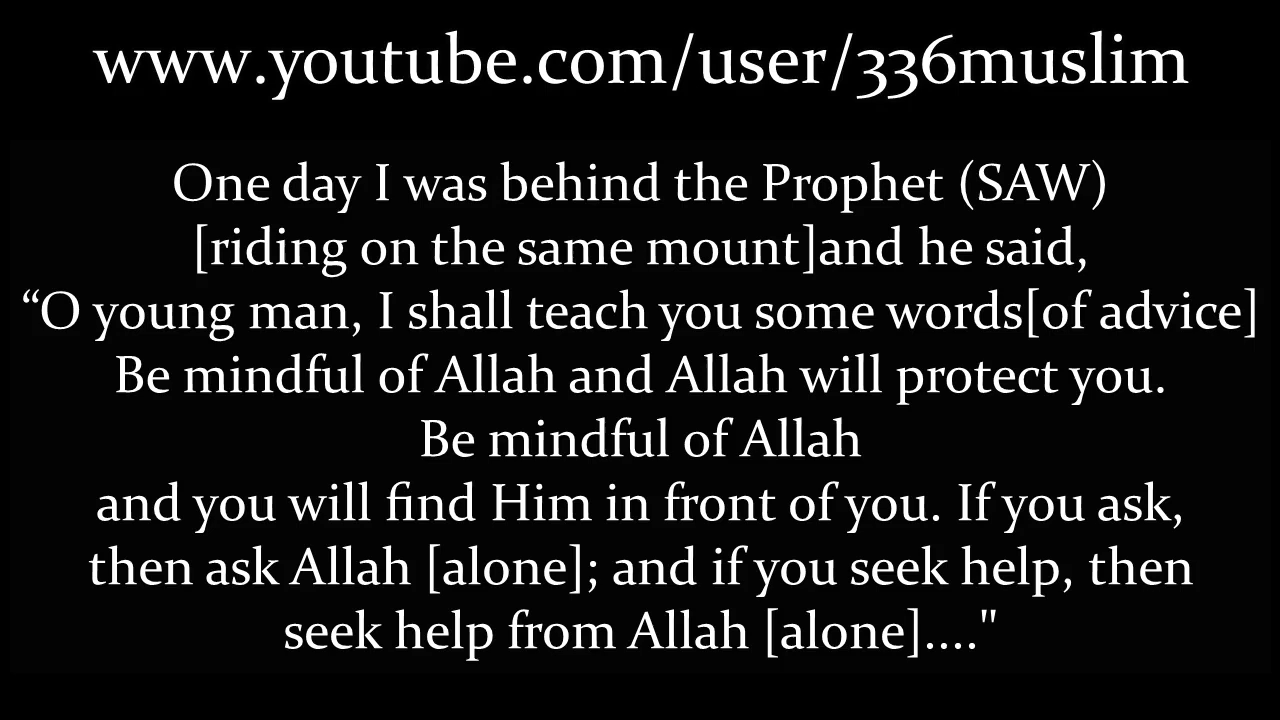 www.youtube.com/user/336muslim
One day I was behind the Prophet (SAW)
[riding on the same mount]and he said,
“O young man, I shall teach you some words[of advice]
Be mindful of Allah and Allah will protect you.
Be mindful of Allah
and you will find Him in front of you. If you ask,
then ask Allah [alone]; and if you seek help, then
seek help from Allah [alone]...."